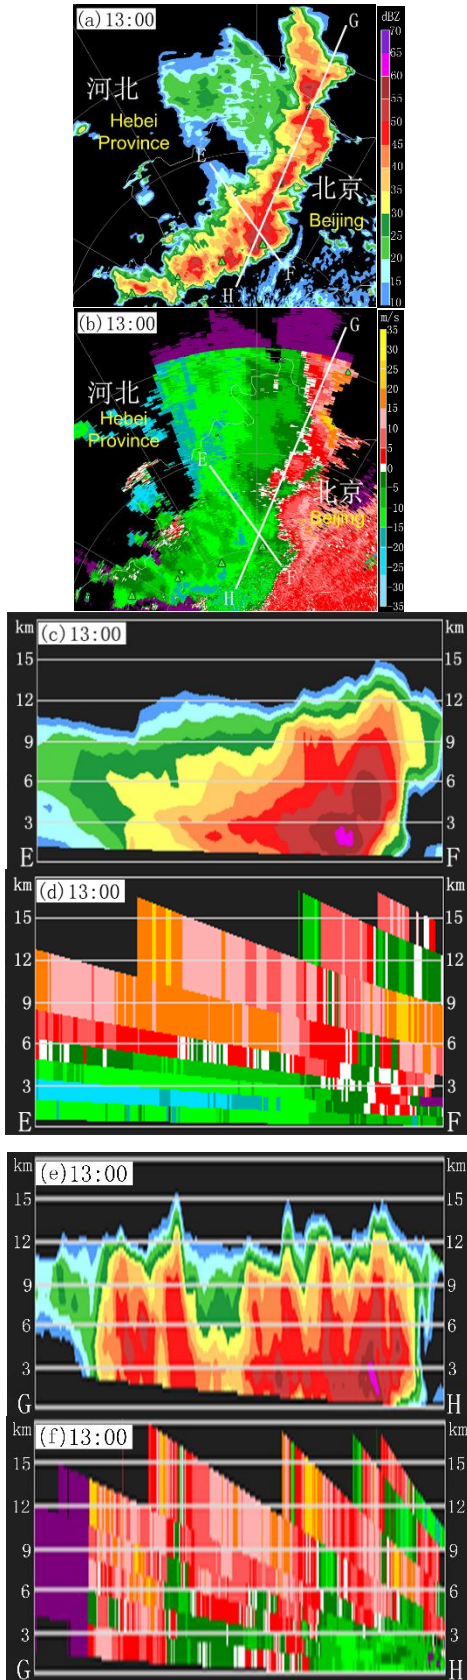 (a)13:00
dBZ
G
70
65
60
55
50
45
40
35
30
25
20
15
10
河北
Hebei
Province
E
北京
Beijing
F
H
(b)13:00
m/s
G
35
30
25
20
15
10
5
0
-5
-10
-15
-20
-25
-30
-35
河北
Hebei
Province
E
北京
Beijing
F
H
km (c)13:00 km
15 15
12 12
9 9
6 6
3 3
E F
km (d)13:00 km
15 15
12 12
9 9
6 6
3 3
E F
km (e)13:00 km
15 15
12 12
9 9
6 6
3 3
G H
km (f)13:00 km
15 15
12 12
9 9
6 6
3 3
G H